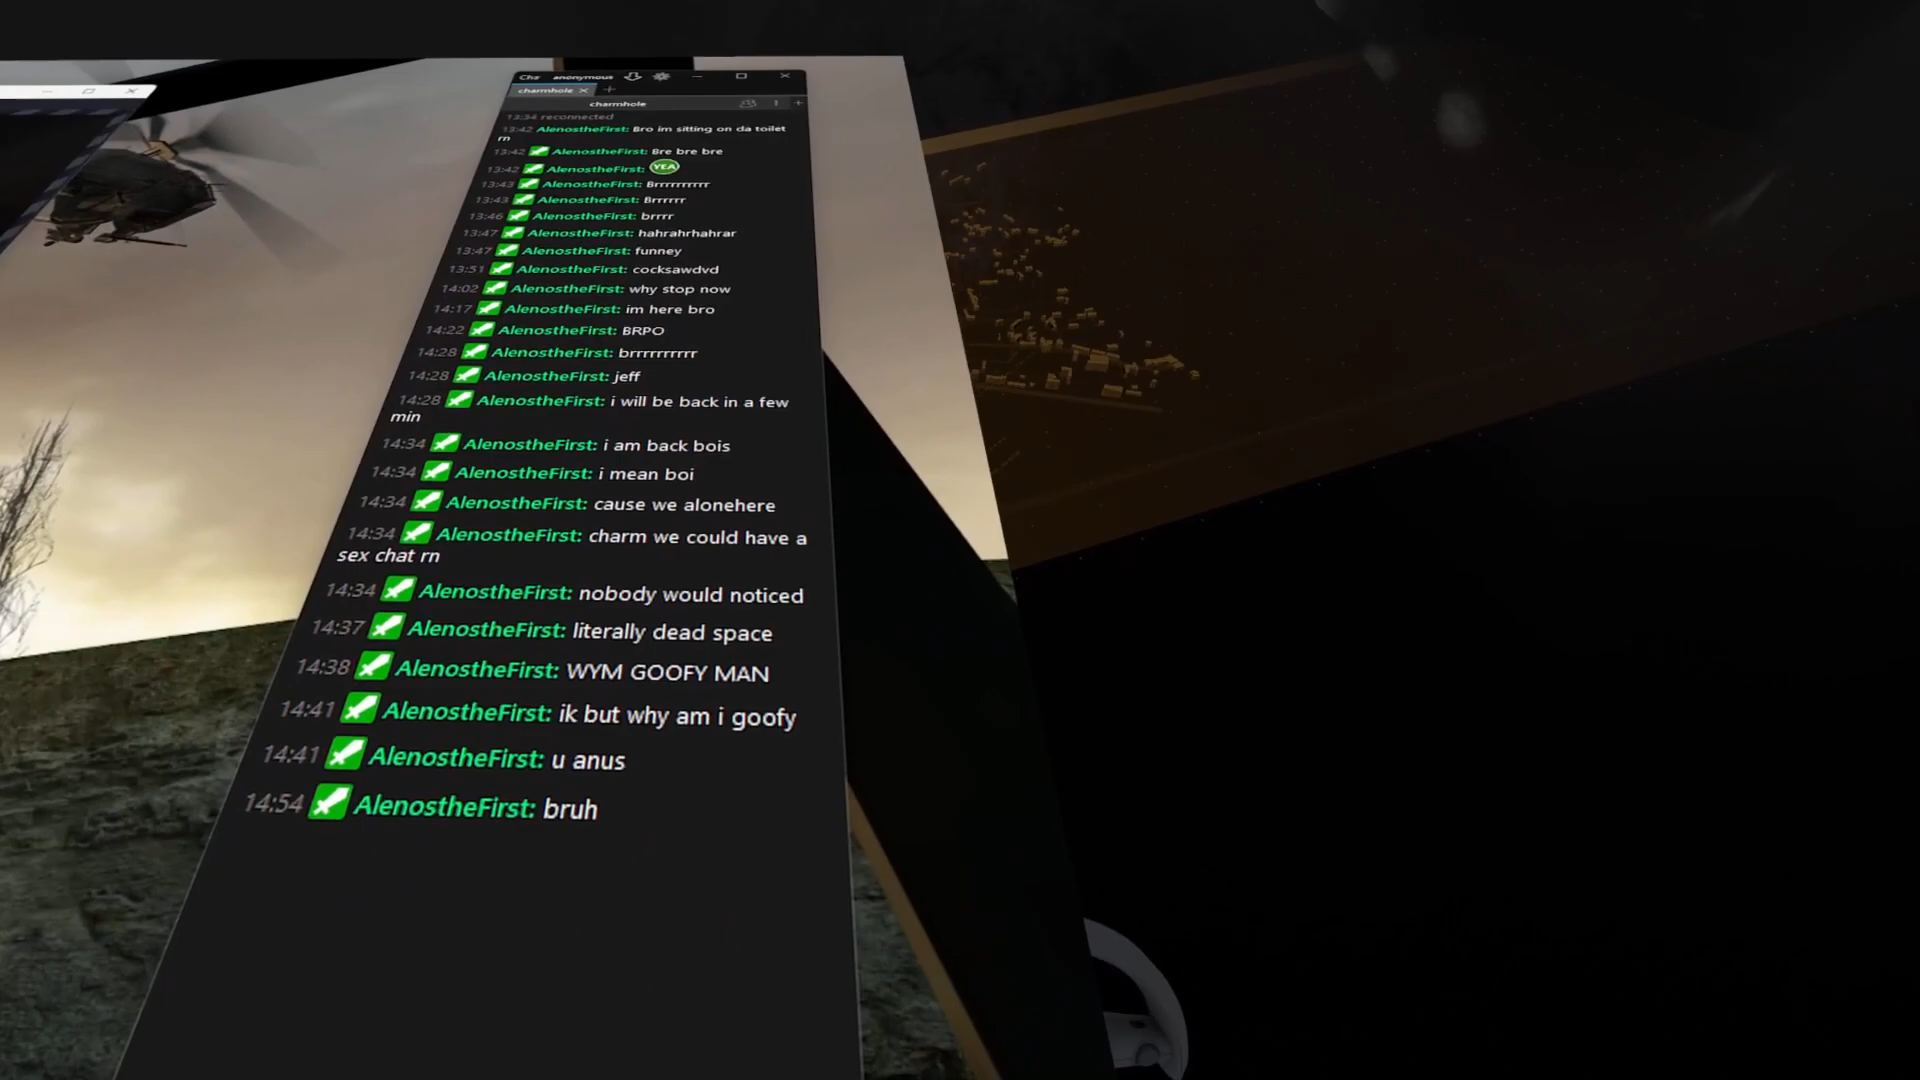 Cha anonymous
charmhole
charmhole
13:34 reconnected
13:42 AlenostheFirst: Bro im sitting on da toilet
rn
13:42 AlenostheFirst: Bre bre bre
13:42 AlenostheFirst: YEA
13:43 AlenostheFirst: Brrrrrrrrrr
13:43 AlenostheFirst: Brrrrrr
13:46 AlenostheFirst: brrrr
13:47 AlenostheFirst: hahrahrhahrar
13:47 AlenostheFirst: funney
13:51 AlenostheFirst: cocksawdvd
14:02 AlenostheFirst: why stop now
14:17 AlenostheFirst: im here bro
14:22 AlenostheFirst: BRPO
14:28 AlenostheFirst: brrrrrrrrrr
14:28 AlenostheFirst: jeff
14:28 AlenostheFirst: i will be back in a few
min
14:34 AlenostheFirst: i am back bois
14:34 AlenostheFirst: i mean boi
14:34 AlenostheFirst: cause we alonehere
14:34 AlenostheFirst: charm we could have a
sex chat rn
14:34 AlenostheFirst: nobody would noticed
14:37 AlenostheFirst: literally dead space
14:38 AlenostheFirst: WYM GOOFY MAN
14:41 AlenostheFirst: ik but why am i goofy
14:41 AlenostheFirst: u anus
14:54 AlenostheFirst: bruh